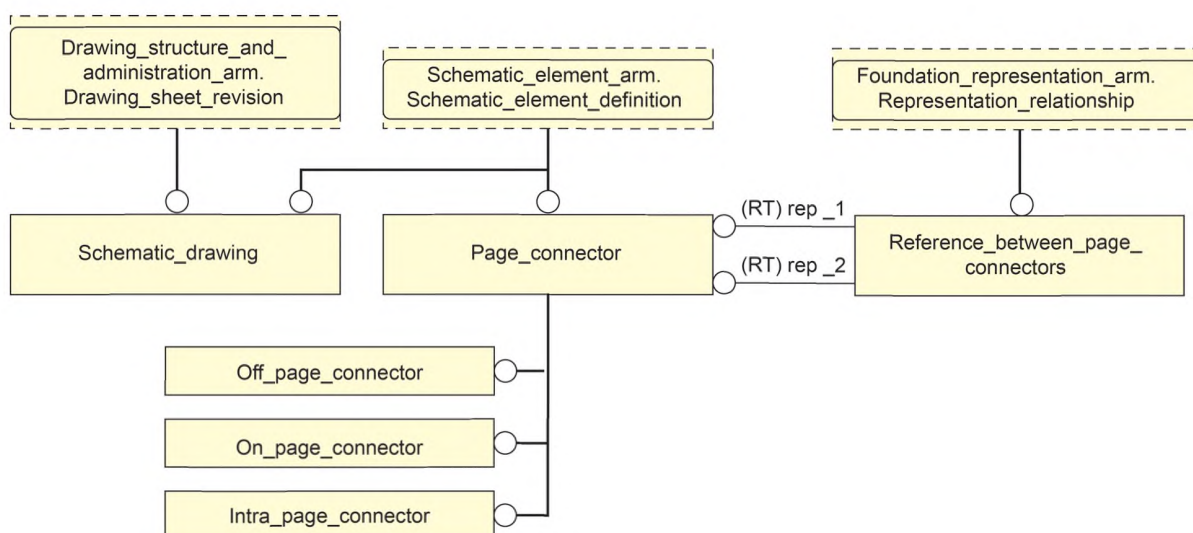 Drawing_structure_and_
administration_arm.
Drawing_sheet_revision
Schematic_element_arm.
Schematic_element_definition
Foundation_representation_arm.
Representation_relationship
Schematic_drawing
Page_connector
(RT) rep _1
(RT) rep _2
Reference_between_page_
connectors
Off_page_connector
On_page_connector
Intra_page_connector